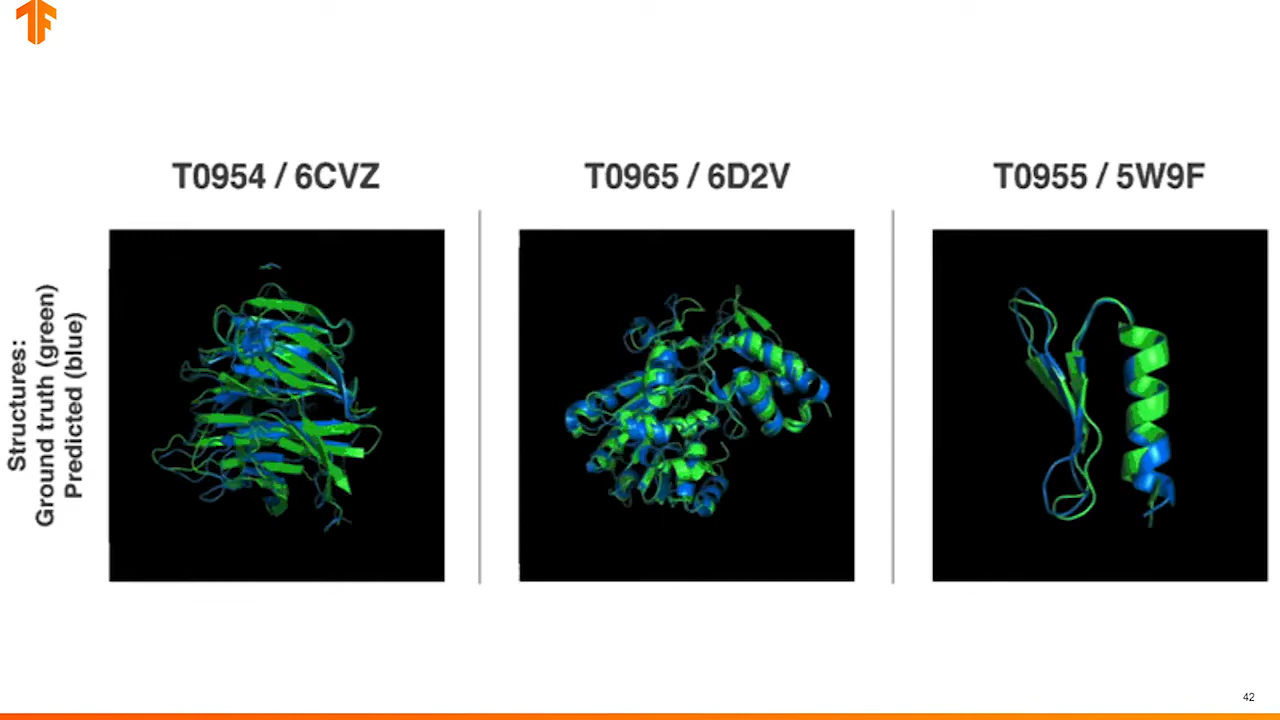 T0954 / 6CVZ
T0965 / 6D2V
T0955 / 5W9F
Structures:
Ground truth (green)
Predicted (blue)
42